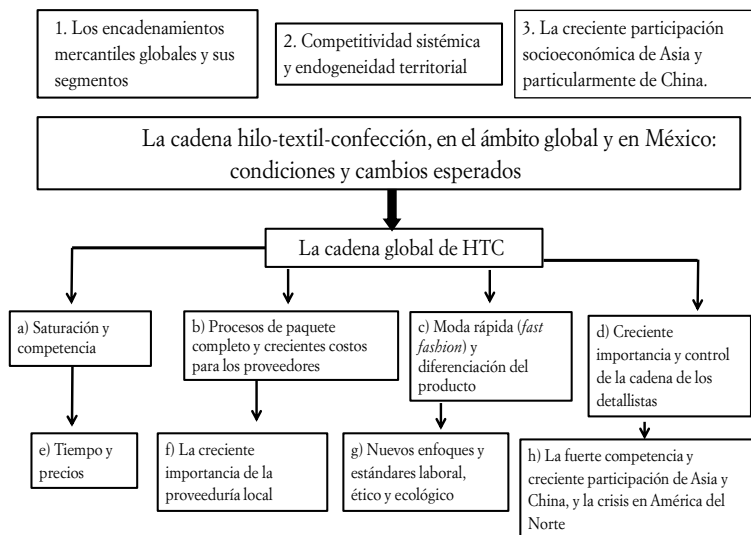 1. Los encadenamientos
mercantiles globales y sus
segmentos
2. Competitividad sistémica
y endogeneidad territorial
3. La creciente participación
socioeconómica de Asia y
particularmente de China.
La cadena hilo-textil-confección, en el ámbito global y en México:
condiciones y cambios esperados
La cadena global de HTC
a) Saturación y
competencia
b) Procesos de paquete
completo y crecientes costos
para los proveedores
c) Moda rápida (fast
fashion) y
diferenciación del
producto
d) Creciente
importancia y control
de la cadena de los
detallistas
e) Tiempo y
precios
f) La creciente
importancia de la
proveeduría local
g) Nuevos enfoques y
estándares laboral,
ético y ecológico
h) La fuerte competencia y
creciente participación de Asia y
China, y la crisis en América del
Norte